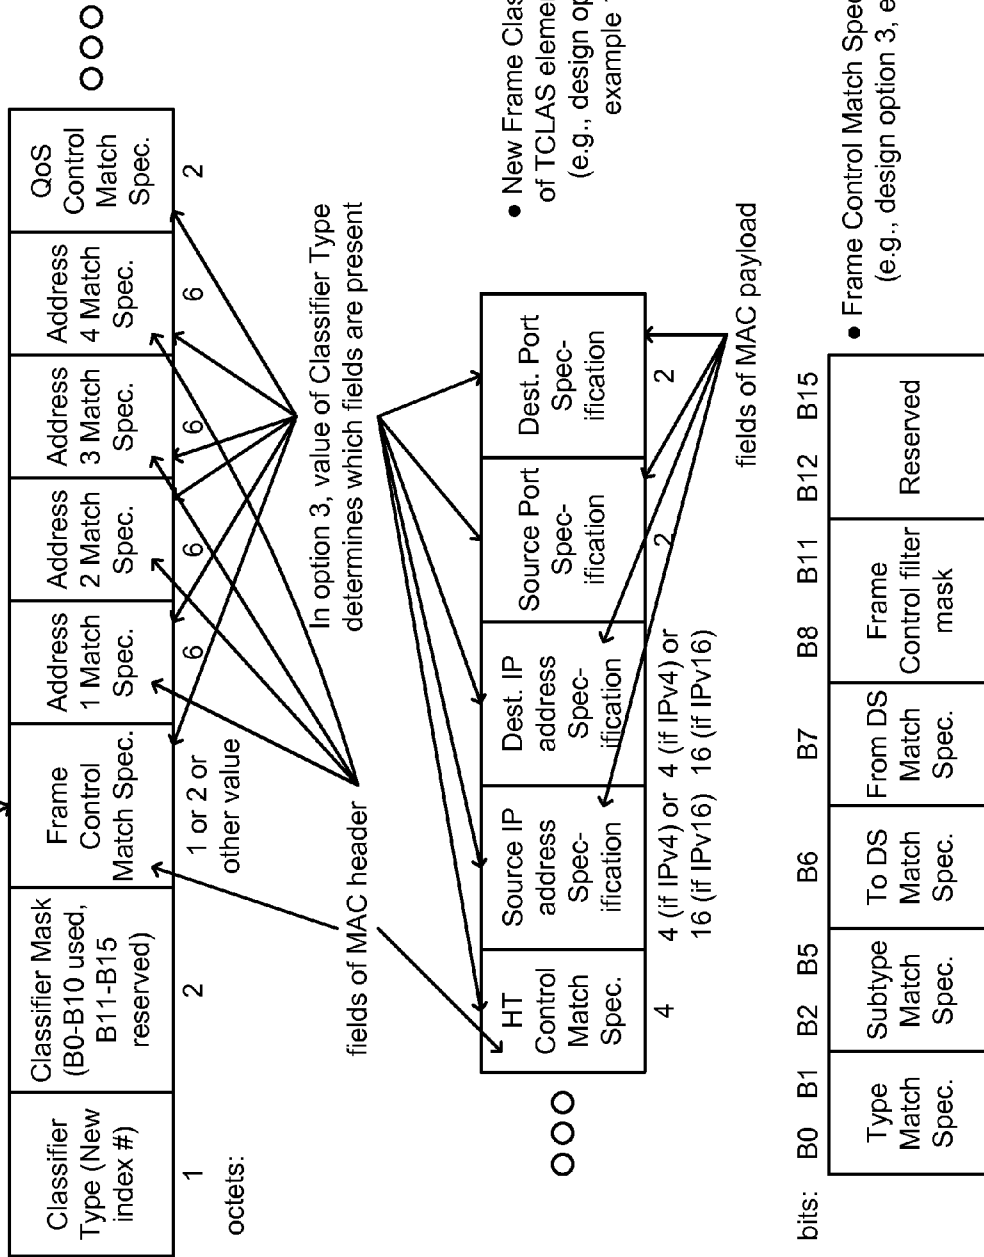 Classifier
Type (New
index #)
Classifier Mask
(B0-B10 used,
B11-B15
reserved)
Frame
Control
Match Spec.
Address
1 Match
Spec.
Address
2 Match
Spec.
Address
3 Match
Spec.
Address
4 Match
Spec.
QoS
Control
Match
Spec.
octets:
1
2
1 or 2 or
other value
6
6
6
6
2
In option 3, value of Classifier Type
determines which fields are present
fields of MAC header
HT
Control
Match
Spec.
Source IP
address
Spec-
ification
Dest. IP
address
Spec-
ification
Source Port
Spec-
ification
Dest. Port
Spec-
ification
4
4 (if IPv4) or
16 (if IPv16)
4 (if IPv4) or
16 (if IPv16)
2
2
fields of MAC payload
• New Frame Clas
of TCLAS elemen
(e.g., design op
example
bits:
B0 B1
B2 B5
B6
B7
B8 B11
B12 B15
Type
Match
Spec.
Subtype
Match
Spec.
To DS
Match
Spec.
From DS
Match
Spec.
Frame
Control filter
mask
Reserved
• Frame Control Match Spec
(e.g., design option 3, e